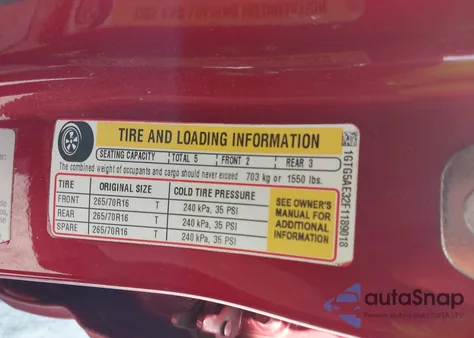 TIRE AND LOADING INFORMATION
SEATING CAPACITY TOTAL 5 FRONT 2 REAR 3
The combined weight of occupants and cargo should never exceed 703 kg or 1550 lbs.
TIRE ORIGINAL SIZE COLD TIRE PRESSURE
FRONT 265/70R16 T 240 kPa, 35 PSI
REAR 265/70R16 T 240 kPa, 35 PSI
SPARE 265/70R16 T 240 kPa, 35 PSI
SEE OWNER'S
MANUAL FOR
ADDITIONAL
INFORMATION
1GTG5AE32F1189018
autoSnap